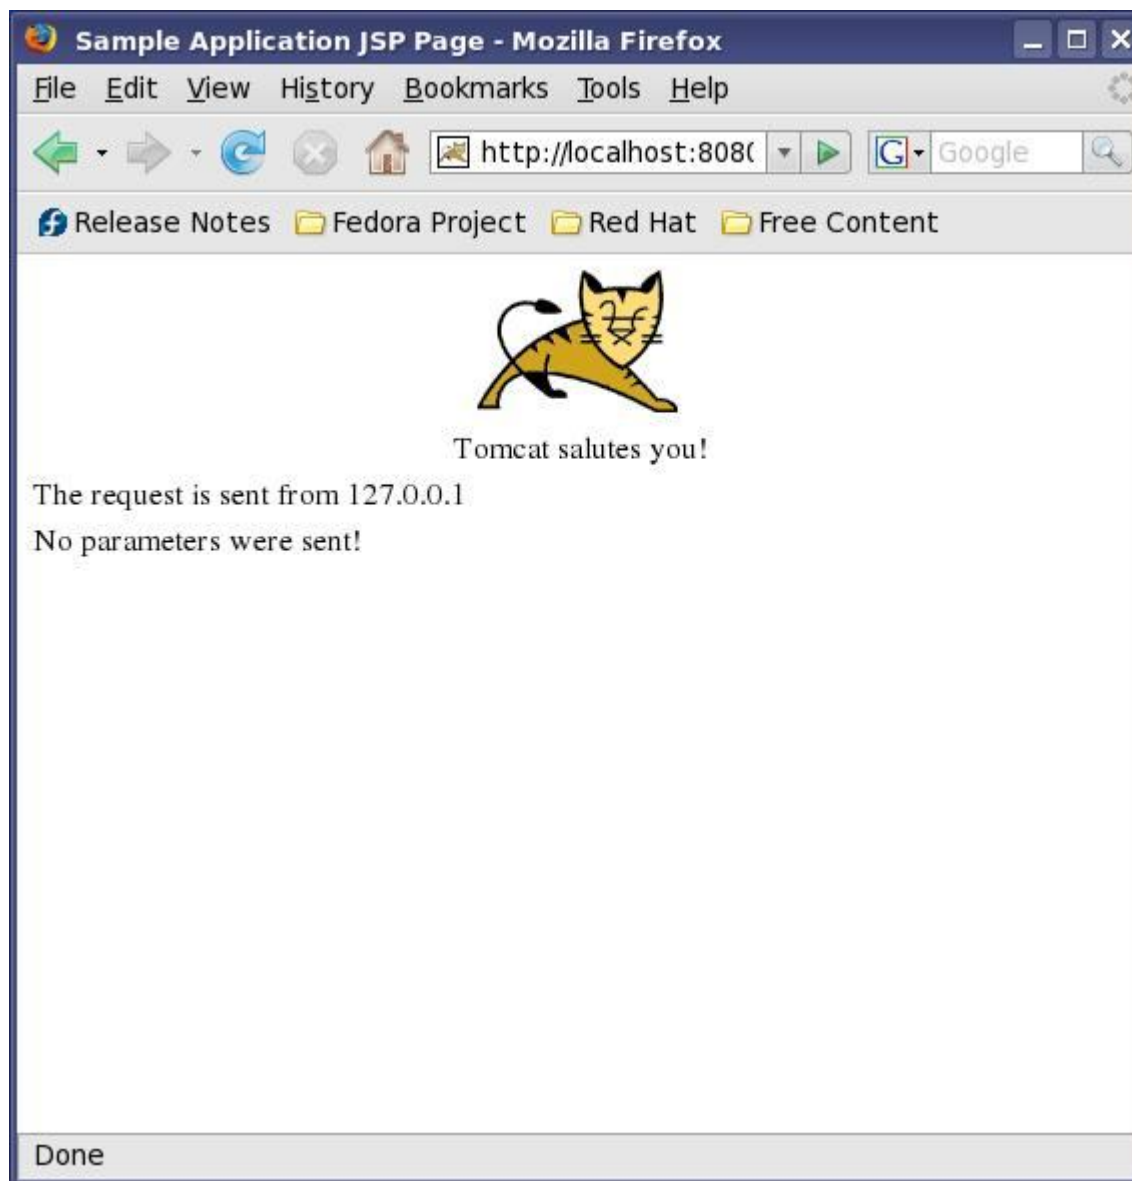 Sample Application JSP Page - Mozilla Firefox
File Edit View History Bookmarks Tools Help
http://localhost:808 G Google
Release Notes Fedora Project Red Hat Free Content
Tomcat salutes you!
The request is sent from 127.0.0.1
No parameters were sent!
Done